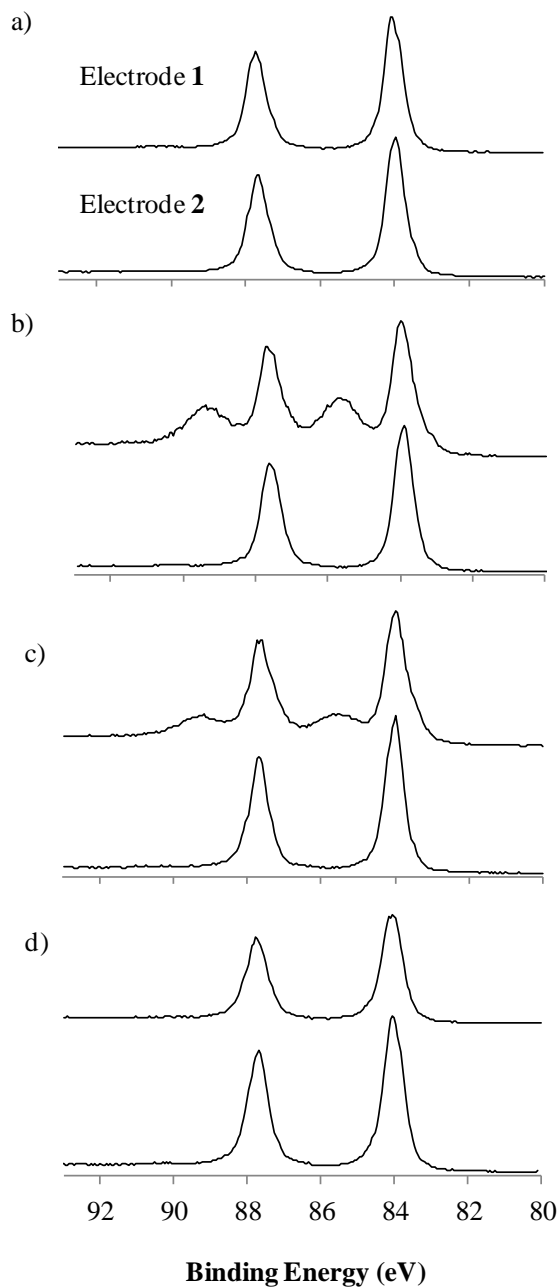 a)
Electrode 1
Electrode 2
b)
c)
d)
92 90 88 86 84 82 80
Binding Energy (eV)